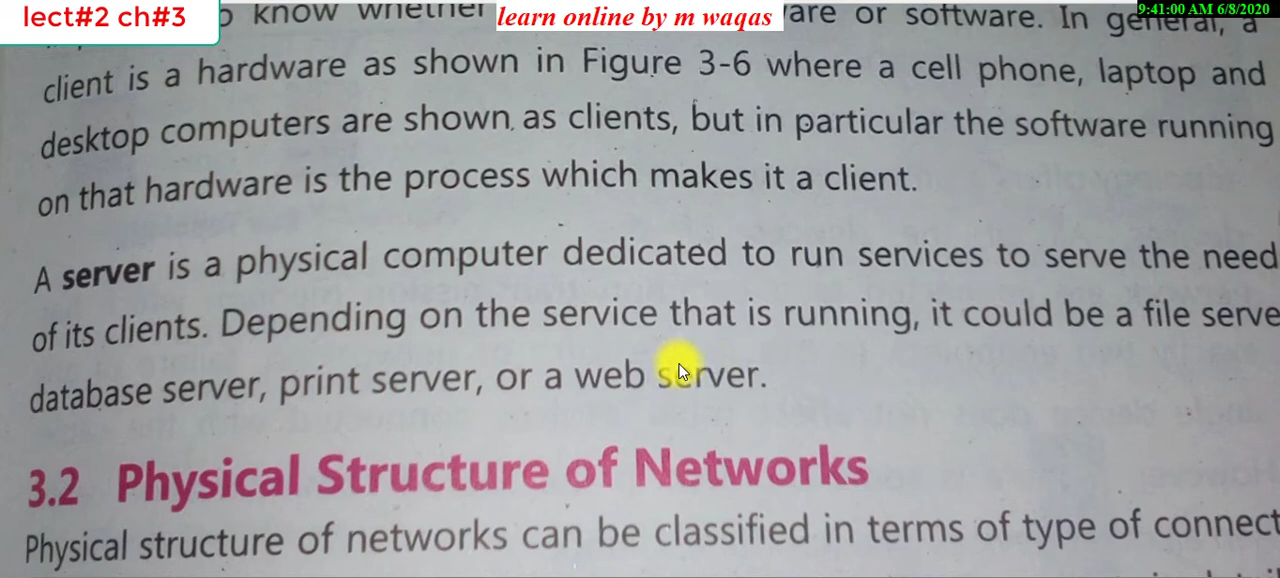 lect#2 ch#3
know whether
learn online by m waqas
are or software. In general, a
9:41:00 AM 6/8/2020
client is a hardware as shown in Figure 3-6 where a cell phone, laptop and
desktop computers are shown as clients, but in particular the software running
on that hardware is the process which makes it a client.
A server is a physical computer dedicated to run services to serve the need
of its clients. Depending on the service that is running, it could be a file serve
database server, print server, or a web server.
3.2 Physical Structure of Networks
Physical structure of networks can be classified in terms of type of connect